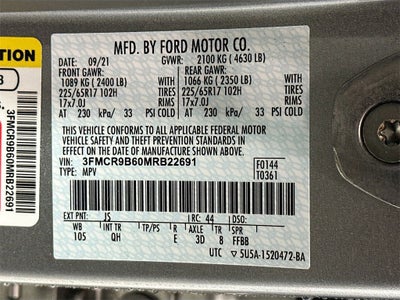 MFD. BY FORD MOTOR CO.
DATE: 09/21 GVWR: 2100 KG ( 4630 LB)
FRONT GAWR: REAR GAWR:
1089 KG ( 2400 LB) 1066 KG ( 2350 LB)
225/65R17 102H TIRES 225/65R17 102H
17x7.0J RIMS 17x7.0J
AT 230 kPa/ 33 PSI COLD AT 230 kPa/ 33 PSI COLD
THIS VEHICLE CONFORMS TO ALL APPLICABLE FEDERAL MOTOR
VEHICLE SAFETY AND THEFT PREVENTION STANDARDS IN
EFFECT ON THE DATE OF MANUFACTURE SHOWN ABOVE.
VIN: 3FMCR9B60MRB22691 F0144
TYPE: MPV T0361
EXT PNT: JS RC: 44
WB INT TR TP/PS R AXLE TR SPR
105 QH E 3D 8 FFBB
UTC 5U5A-1520472-BA
3FMCR9B60MRB22691